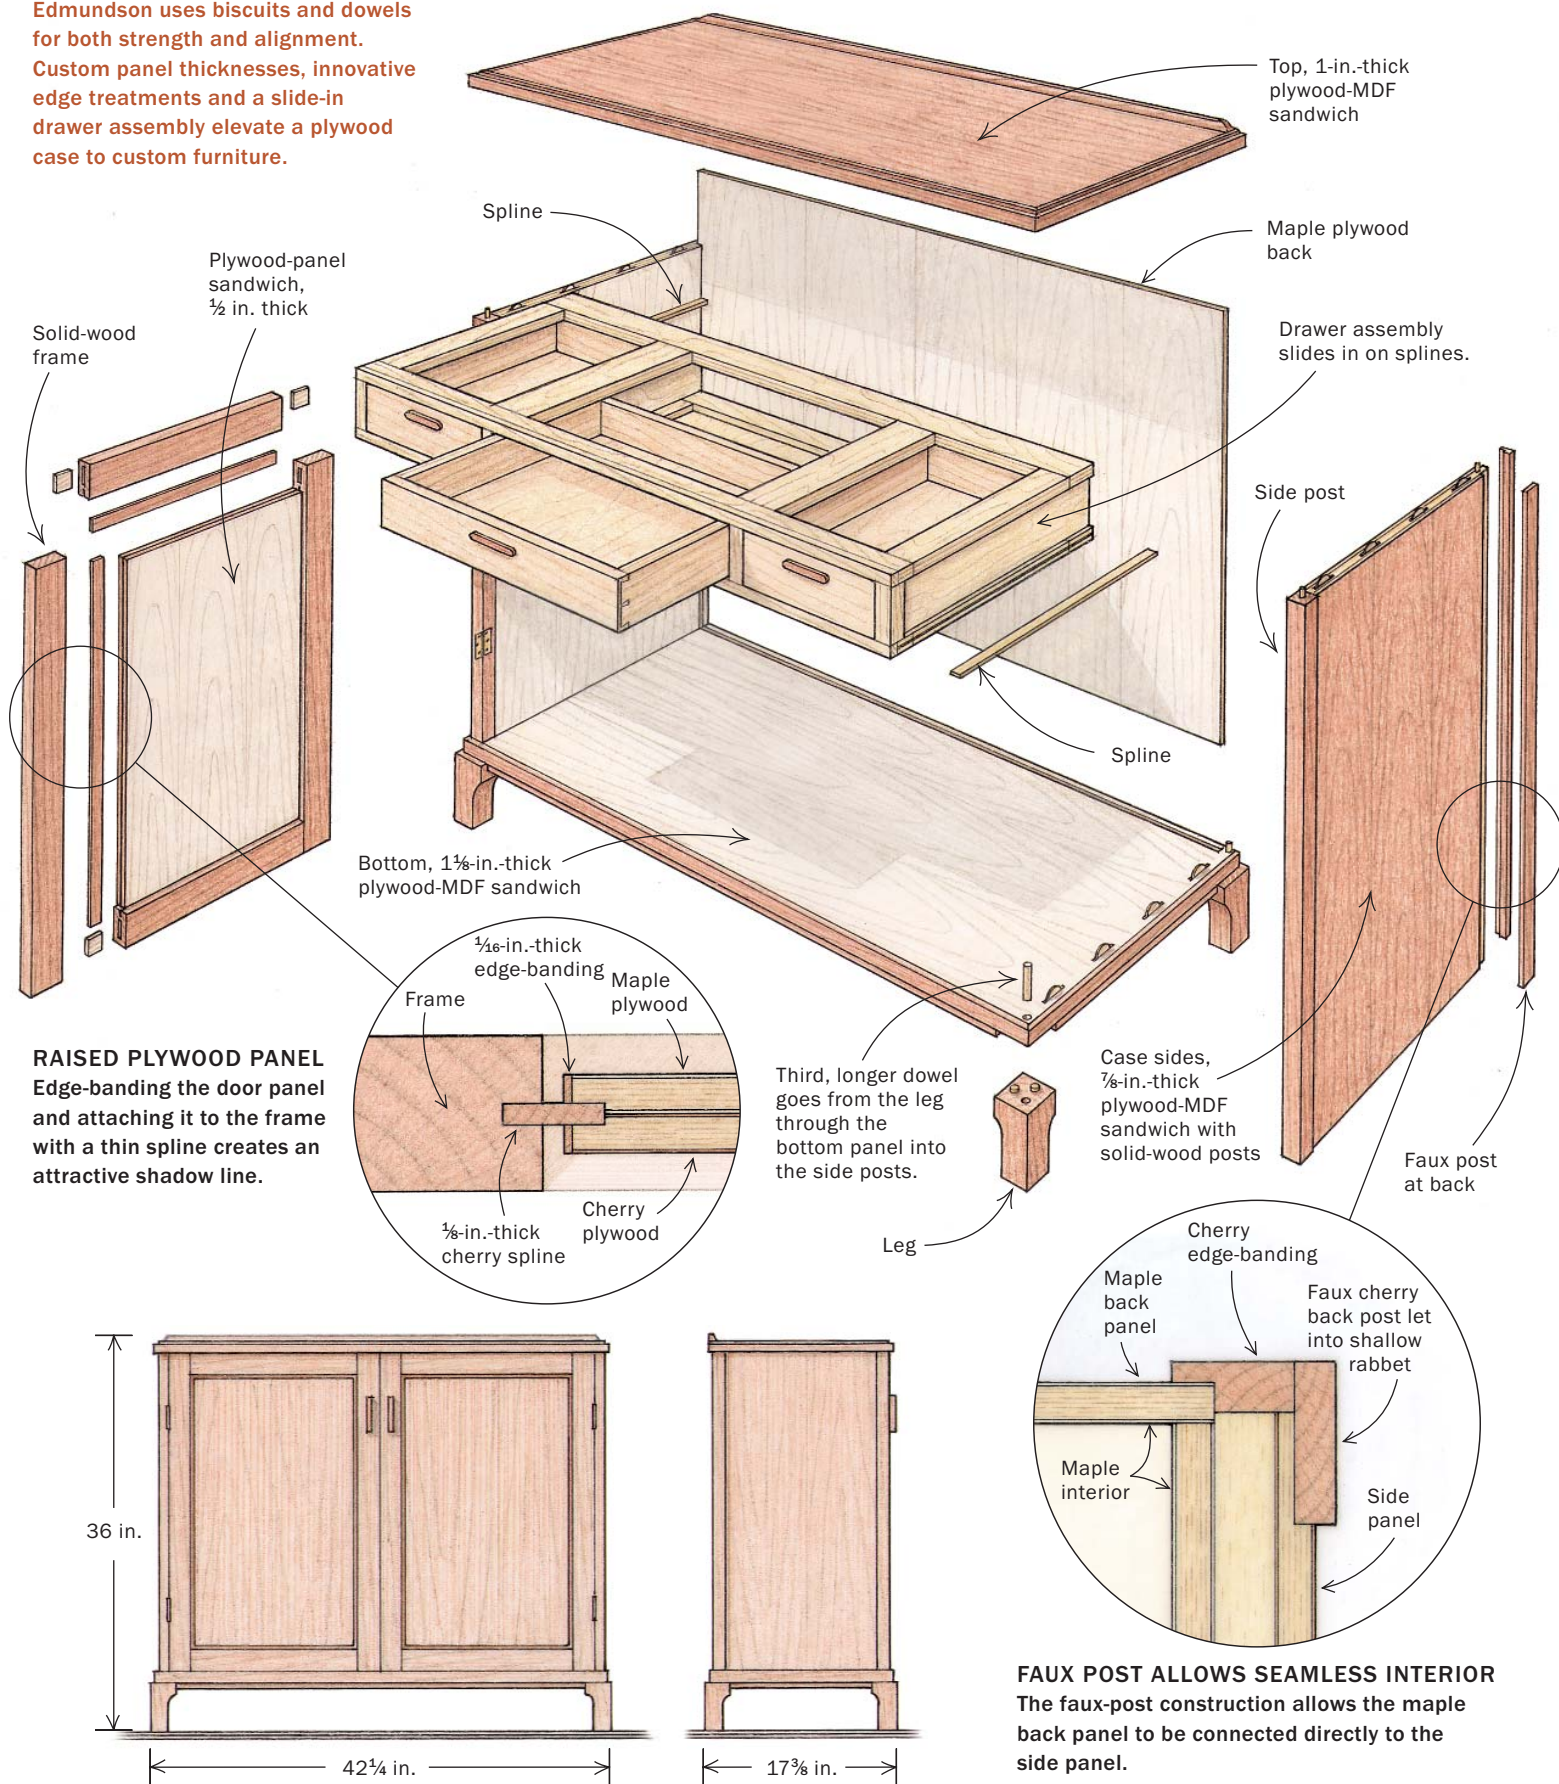 Edmundson uses biscuits and dowels
for both strength and alignment.
Custom panel thicknesses, innovative
edge treatments and a slide-in
drawer assembly elevate a plywood
case to custom furniture.
Top, 1-in.-thick
plywood-MDF
sandwich
Spline
Maple plywood
back
Plywood-panel
sandwich,
½ in. thick
Solid-wood
frame
Drawer assembly
slides in on splines.
Side post
Spline
Bottom, 1⅛-in.-thick
plywood-MDF sandwich
1⁄16-in.-thick
edge-banding
Maple
plywood
Frame
⅛-in.-thick
cherry spline
Cherry
plywood
RAISED PLYWOOD PANEL
Edge-banding the door panel
and attaching it to the frame
with a thin spline creates an
attractive shadow line.
Third, longer dowel
goes from the leg
through the
bottom panel into
the side posts.
Leg
Case sides,
⅞-in.-thick
plywood-MDF
sandwich with
solid-wood posts
Faux post
at back
Cherry
edge-banding
Maple
back
panel
Faux cherry
back post let
into shallow
rabbet
Maple
interior
Side
panel
36 in.
42¼ in.
17⅜ in.
FAUX POST ALLOWS SEAMLESS INTERIOR
The faux-post construction allows the maple
back panel to be connected directly to the
side panel.